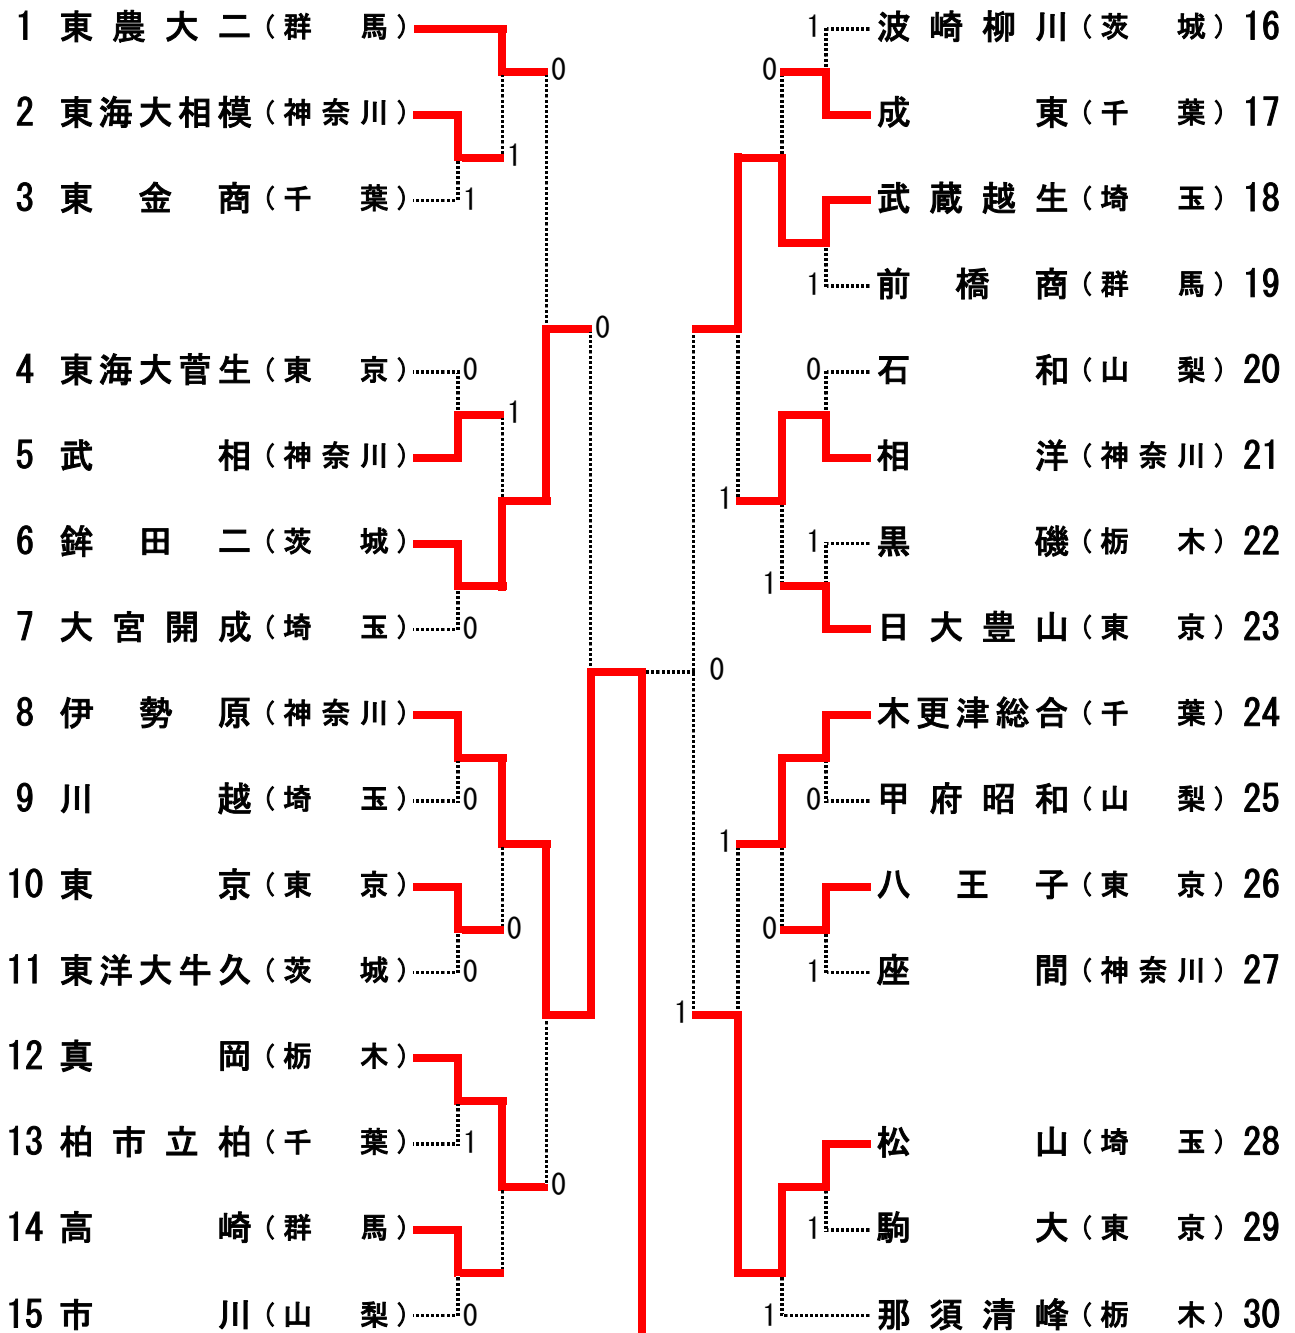 1 東農大二(群馬)
0
2 東海大相模(神奈川)
1
3 東金商(千葉)
1
0
4 東海大菅生(東京)
0
1
5 武相(神奈川)
6 鉾田二(茨城)
7 大宮開成(埼玉)
0
8 伊勢原(神奈川)
9 川越(埼玉)
0
10 東京(東京)
0
11 東洋大牛久(茨城)
0
12 真岡(栃木)
13 柏市立柏(千葉)
1
0
14 高崎(群馬)
15 市川(山梨)
0
1
波崎柳川(茨城) 16
0
成東(千葉) 17
武蔵越生(埼玉) 18
1
前橋商(群馬) 19
0
石和(山梨) 20
相洋(神奈川) 21
1
1
黒磯(栃木) 22
1
日大豊山(東京) 23
0
木更津総合(千葉) 24
0
甲府昭和(山梨) 25
1
八王子(東京) 26
0
1
座間(神奈川) 27
1
松山(埼玉) 28
1
駒大(東京) 29
1
那須清峰(栃木) 30